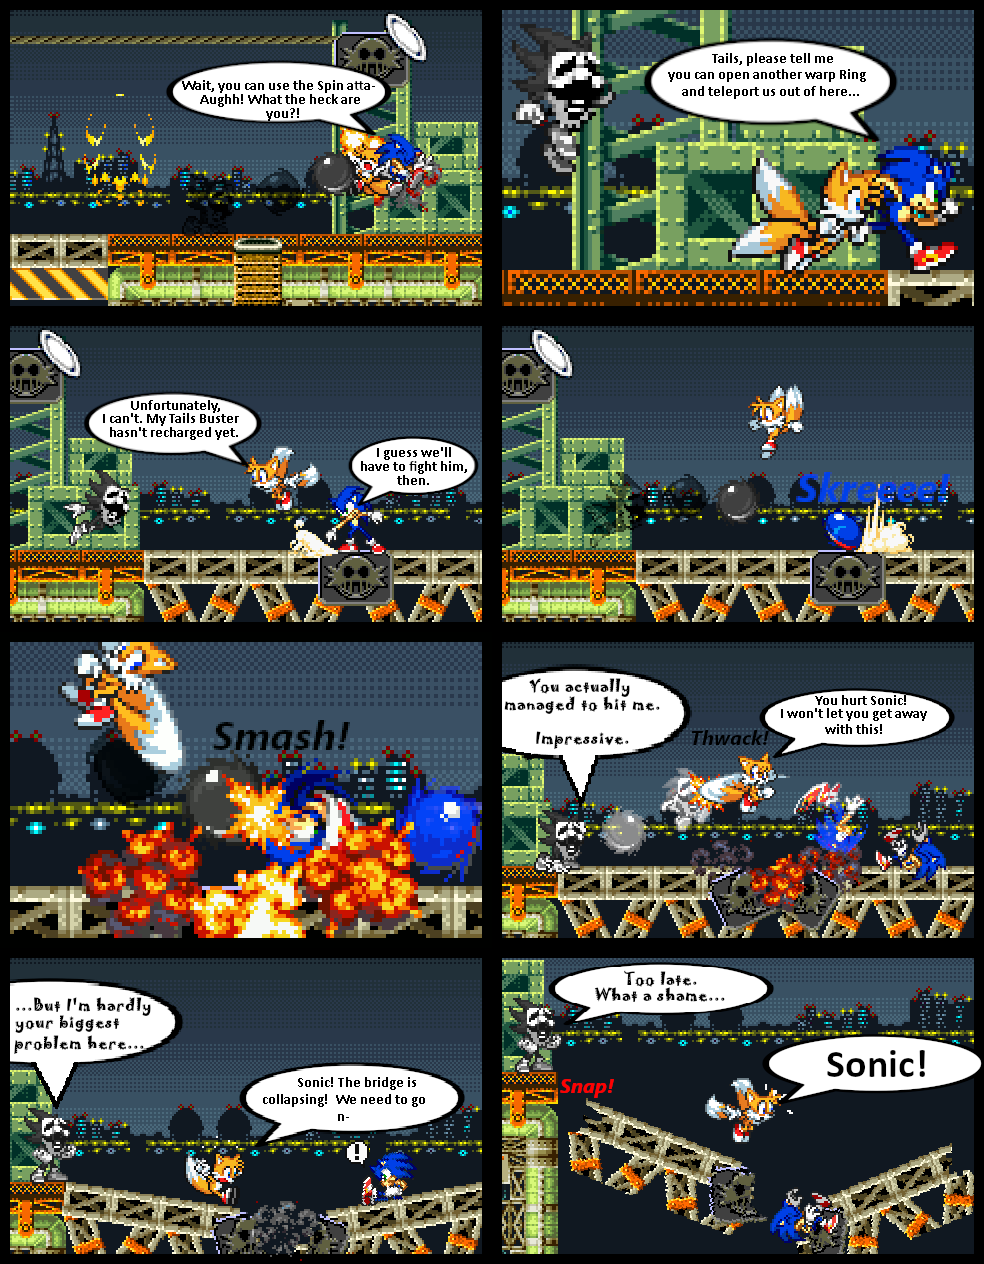 Wait, you can use the Spin atta-
Aughh! What the heck are
you?!
Tails, please tell me
you can open another warp Ring
and teleport us out of here...
Unfortunately,
I can't. My Tails Buster
hasn't recharged yet.
I guess we'll
have to fight him,
then.
Skreeee!
Smash!
You actually
managed to hit me.
Impressive.
Thwack!
You hurt Sonic!
I won't let you get away
with this!
...But I'm hardly
your biggest
problem here...
Sonic! The bridge is
collapsing! We need to go
n-
!
Too late.
What a shame...
Sonic!
Snap!